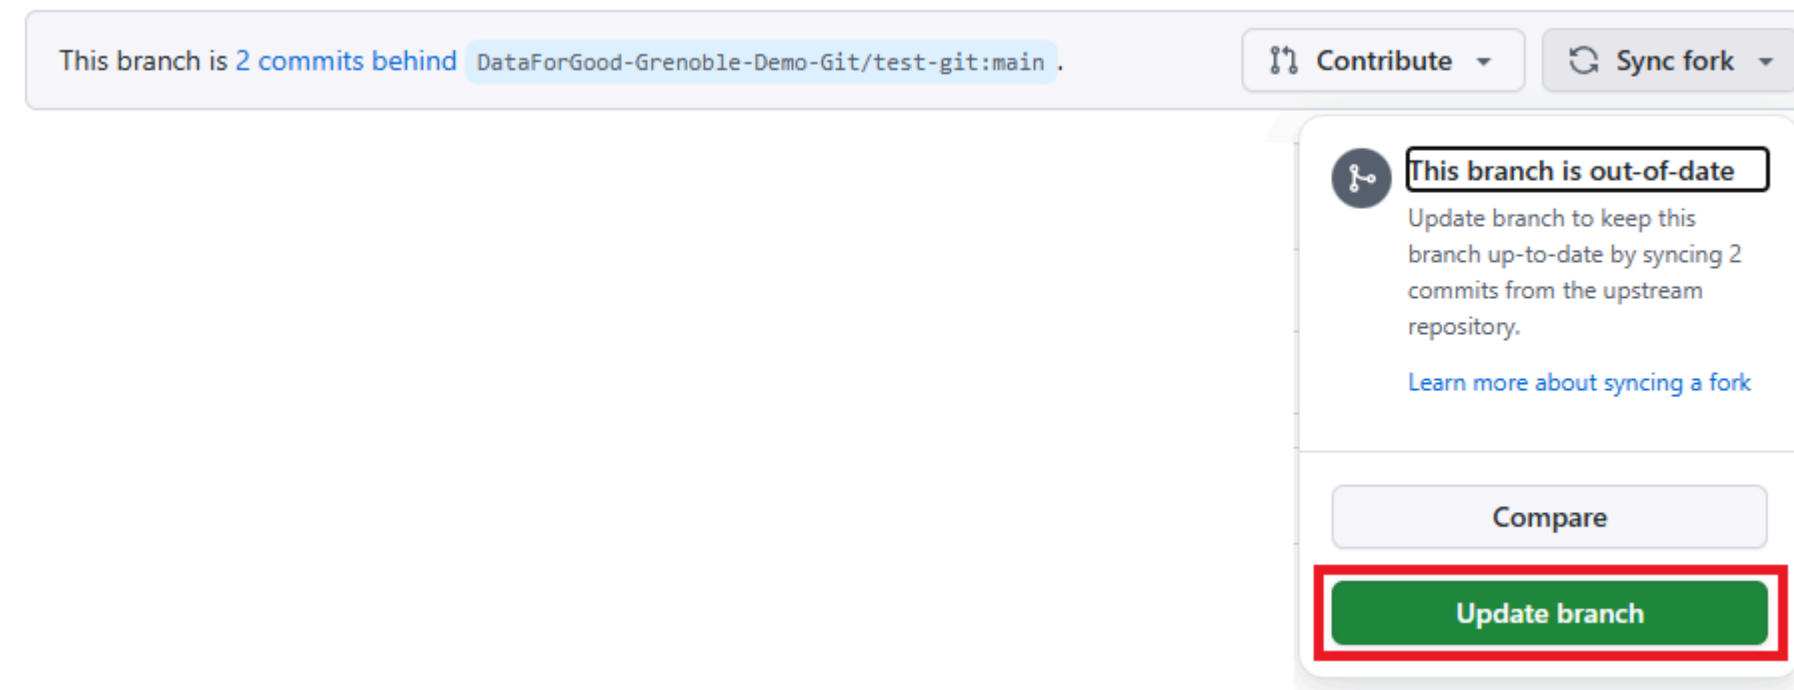 This branch is 2 commits behind DataForGood-Grenoble-Demo-Git/test-git:main .
Contribute
Sync fork
This branch is out-of-date
Update branch to keep this
branch up-to-date by syncing 2
commits from the upstream
repository.
Learn more about syncing a fork
Compare
Update branch